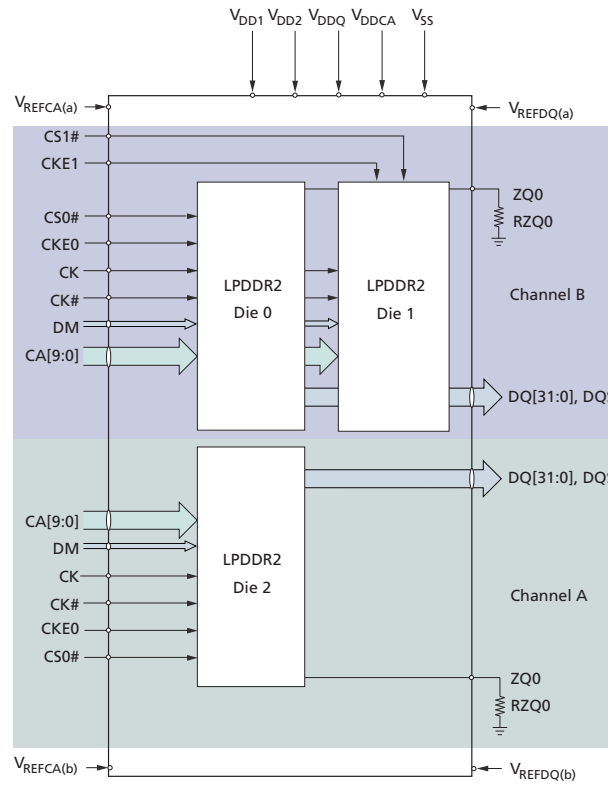 VDD1 VDD2 VDDQ VDDCA VSS
VREFCA(a)
VREFDQ(a)
CS1#
CKE1
ZQ0
RZQ0
CS0#
CKE0
CK
CK#
DM
CA[9:0]
LPDDR2
Die 0
LPDDR2
Die 1
Channel B
DQ[31:0], DQS
LPDDR2
Die 2
DQ[31:0], DQS
CA[9:0]
DM
CK
CK#
CKE0
CS0#
Channel A
ZQ0
RZQ0
VREFCA(b)
VREFDQ(b)